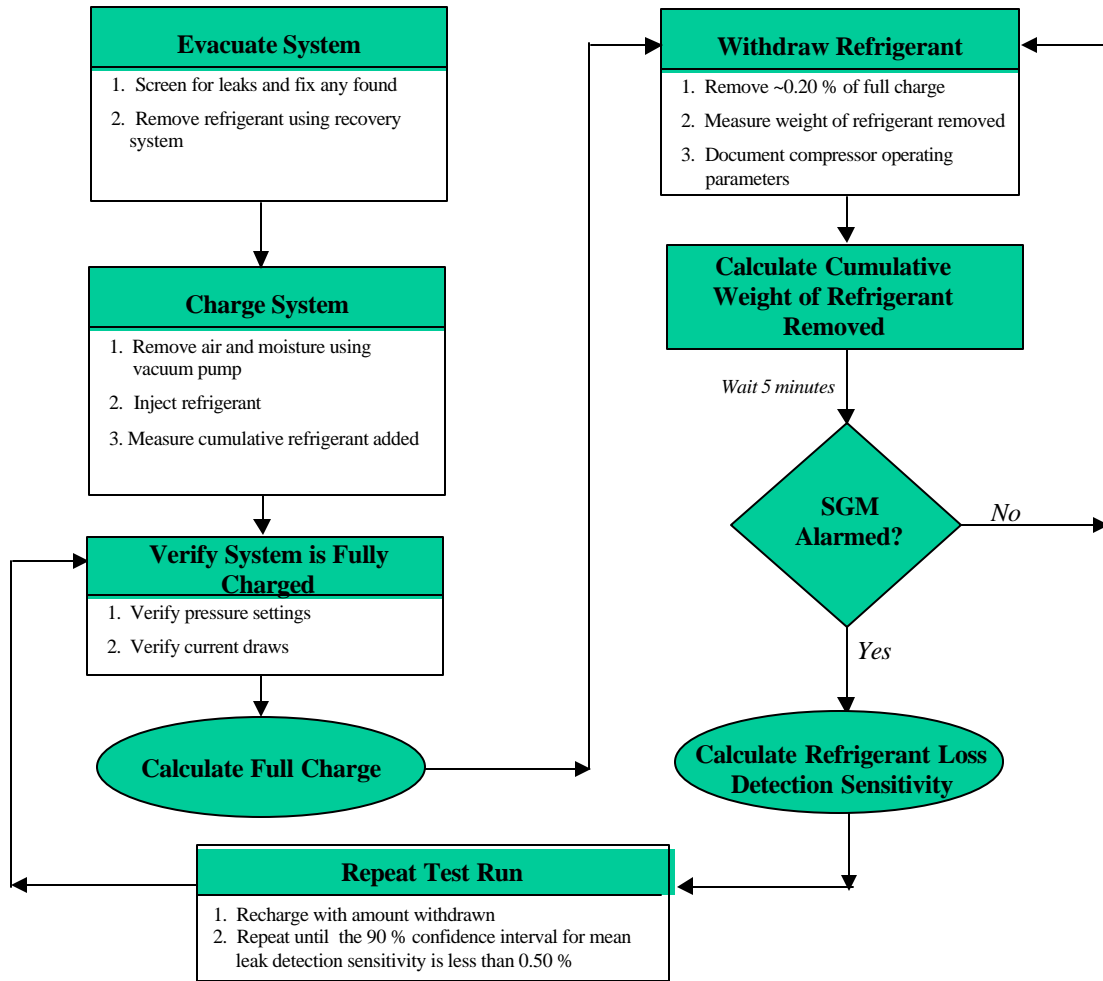 Evacuate System
1. Screen for leaks and fix any found
2. Remove refrigerant using recovery
system
Charge System
1. Remove air and moisture using
vacuum pump
2. Inject refrigerant
3. Measure cumulative refrigerant added
Verify System is Fully
Charged
1. Verify pressure settings
2. Verify current draws
Calculate Full Charge
Withdraw Refrigerant
1. Remove ~0.20 % of full charge
2. Measure weight of refrigerant removed
3. Document compressor operating
parameters
Calculate Cumulative
Weight of Refrigerant
Removed
Wait 5 minutes
SGM
Alarmed?
No
Yes
Calculate Refrigerant Loss
Detection Sensitivity
Repeat Test Run
1. Recharge with amount withdrawn
2. Repeat until the 90 % confidence interval for mean
leak detection sensitivity is less than 0.50 %